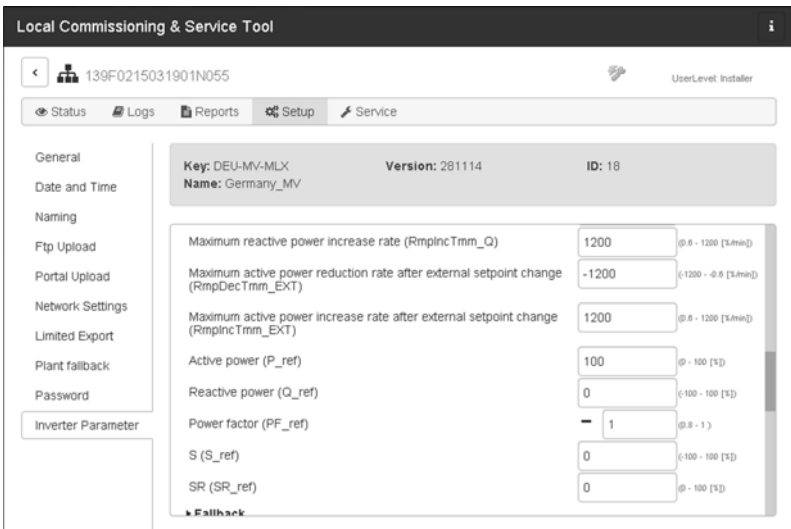 Local Commissioning & Service Tool
i
139F0215031901N055
UserLevel: Installer
Status Logs Reports Setup Service
General
Date and Time
Naming
Ftp Upload
Portal Upload
Network Settings
Limited Export
Plant fallback
Password
Inverter Parameter
Key: DEU-MV-MLX Version: 281114 ID: 18
Name: Germany_MV
Maximum reactive power increase rate (RmpIncTmm_Q) 1200 (0.6 - 1200 [%/min])
Maximum active power reduction rate after external setpoint change
(RmpDecTmm_EXT) -1200 (-1200 - -0.6 [%/min])
Maximum active power increase rate after external setpoint change
(RmpIncTmm_EXT) 1200 (0.6 - 1200 [%/min])
Active power (P_ref) 100 (0 - 100 [%])
Reactive power (Q_ref) 0 (-100 - 100 [%])
Power factor (PF_ref) − 1 (0.8 - 1 )
S (S_ref) 0 (-100 - 100 [%])
SR (SR_ref) 0 (0 - 100 [%])
Fallback